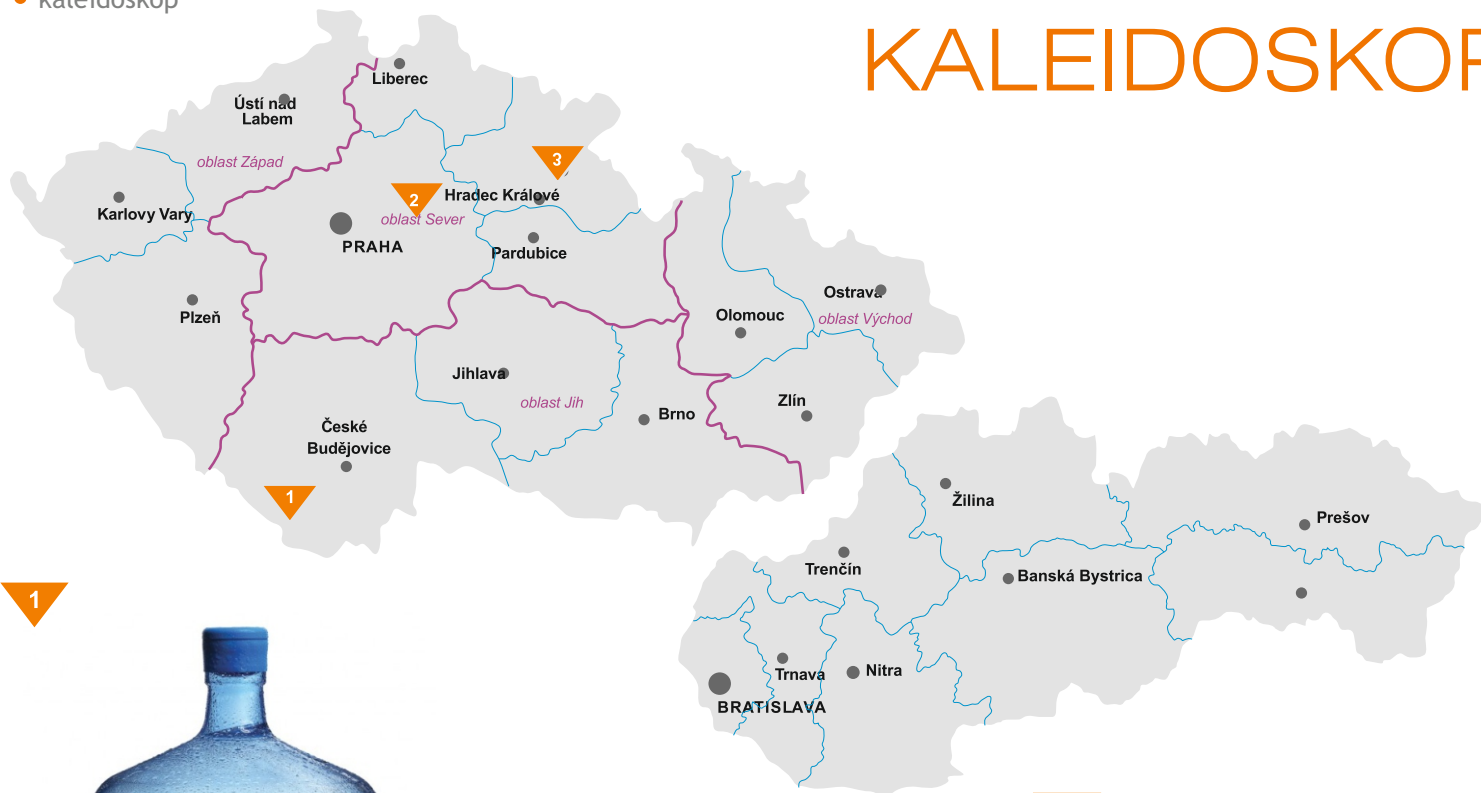 kaleidoskop
KALEIDOSKOP
Liberec
Ústí nad
Labem
oblast Západ
3
Karlovy Vary
2
Hradec Králové
oblast Sever
PRAHA
Pardubice
Plzeň
Ostrava
Olomouc
oblast Východ
Jihlava
oblast Jih
Zlín
Brno
České
Budějovice
1
Žilina
Prešov
Trenčín
Banská Bystrica
1
Trnava
Nitra
BRATISLAVA